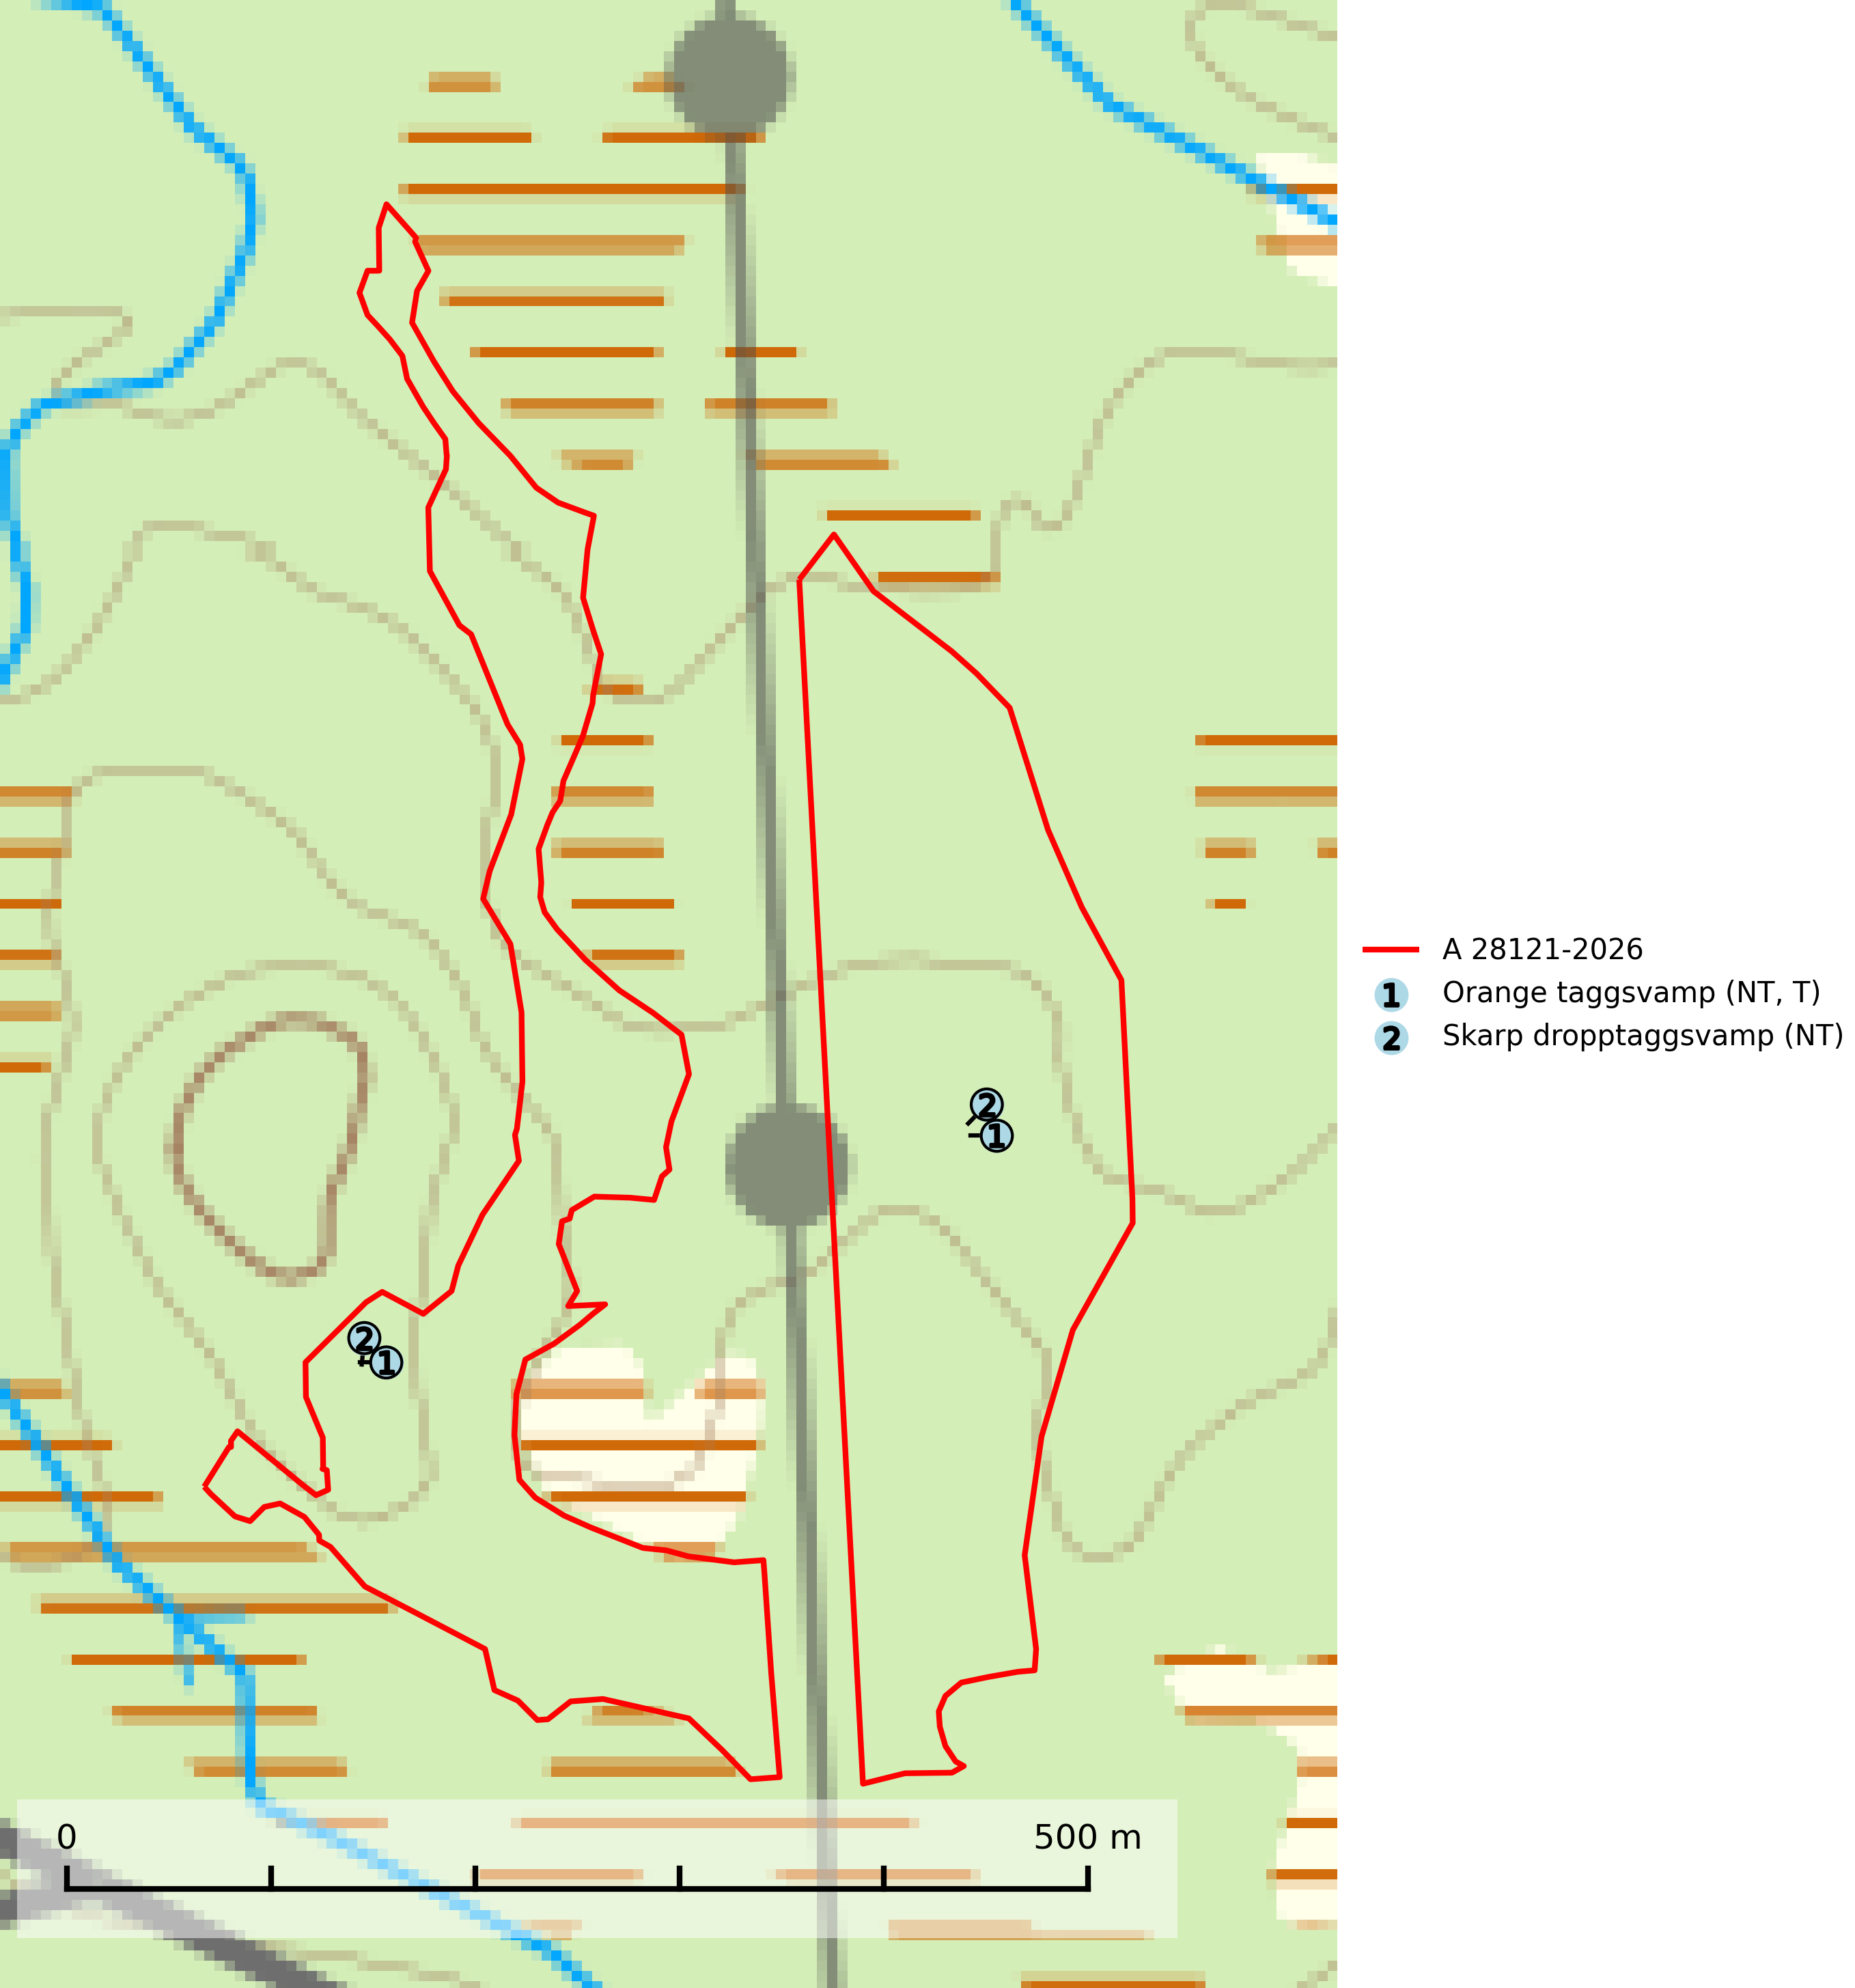 A 28121-2026
1 Orange taggsvamp (NT, T)
2 Skarp dropptaggsvamp (NT)
2
1
2
1
0 500 m